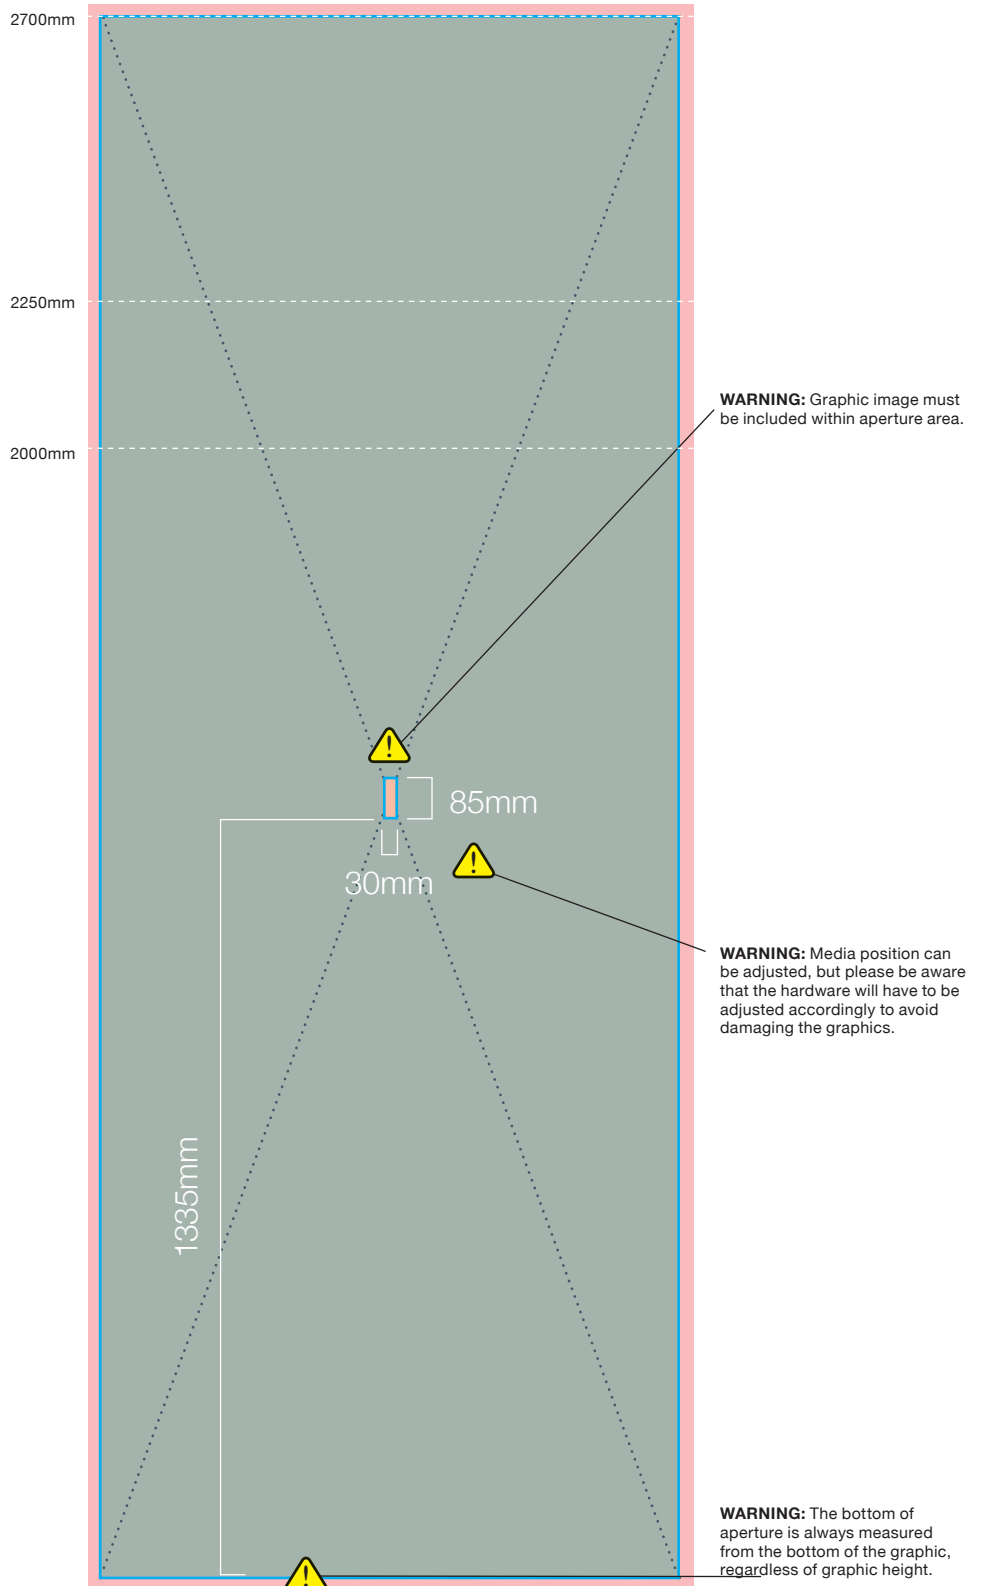 2700mm
2250mm
WARNING: Graphic image must
be included within aperture area.
2000mm
85mm
30mm
WARNING: Media position can
be adjusted, but please be aware
that the hardware will have to be
adjusted accordingly to avoid
damaging the graphics.
1335mm
WARNING: The bottom of
aperture is always measured
from the bottom of the graphic,
regardless of graphic height.